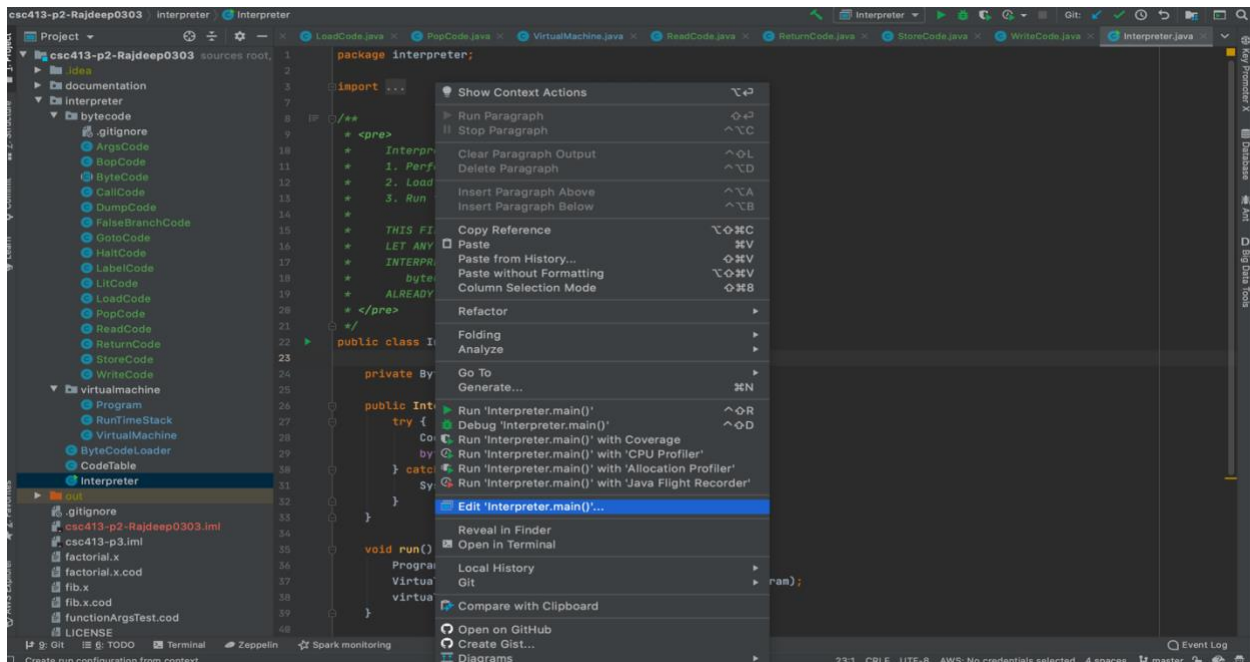 csc413-p2-Rajdeep0303 interpreter Interpreter
Interpreter
Git:
Project
LoadCode.java
PopCode.java
VirtualMachine.java
ReadCode.java
ReturnCode.java
StoreCode.java
WriteCode.java
Interpreter.java
csc413-p2-Rajdeep0303 sources root,
.idea
documentation
interpreter
bytecode
.gitignore
ArgsCode
BopCode
ByteCode
CallCode
DumpCode
FalseBranchCode
GotoCode
HaltCode
LabelCode
LitCode
LoadCode
PopCode
ReadCode
ReturnCode
StoreCode
WriteCode
virtualmachine
Program
RunTimeStack
VirtualMachine
ByteCodeLoader
CodeTable
Interpreter
out
.gitignore
csc413-p2-Rajdeep0303.iml
csc413-p3.iml
factorial.x
factorial.x.cod
fib.x
fib.x.cod
functionArgsTest.cod
LICENSE
1 package interpreter;
2
3 import ...
7
8 /**
9 * <pre>
10 * Interpr
11 * 1. Perf
12 * 2. Load
13 * 3. Run
14 *
15 * THIS FI
16 * LET ANY
17 * INTERPR
18 * byte
19 * ALREADY
20 * </pre>
21 */
22 public class I
23
24 private By
25
26 public Int
27 try {
28 Co
29 by
30 } catc
31 Sy
32 }
33 }
34
35 void run()
36 Progra
37 Virtua ram);
38 virtua
39 }
40
Show Context Actions ⌥⏎
Run Paragraph ⇧⏎
Stop Paragraph ^⌥C
Clear Paragraph Output ^⇧L
Delete Paragraph ^⌥D
Insert Paragraph Above ^⌥A
Insert Paragraph Below ^⌥B
Copy Reference ⌥⇧⌘C
Paste ⌘V
Paste from History... ⇧⌘V
Paste without Formatting ⌥⇧⌘V
Column Selection Mode ⇧⌘8
Refactor
Folding
Analyze
Go To
Generate... ⌘N
Run 'Interpreter.main()' ^⇧R
Debug 'Interpreter.main()' ^⇧D
Run 'Interpreter.main()' with Coverage
Run 'Interpreter.main()' with 'CPU Profiler'
Run 'Interpreter.main()' with 'Allocation Profiler'
Run 'Interpreter.main()' with 'Java Flight Recorder'
Edit 'Interpreter.main()'...
Reveal in Finder
Open in Terminal
Local History
Git
Compare with Clipboard
Open on GitHub
Create Gist...
Diagrams
Key Promoter X
Database
Ant
Big Data Tools
9: Git
6: TODO
Terminal
Zeppelin
Spark monitoring
Event Log
Create run configuration from context
23:1 CRLF UTF-8 AWS: No credentials selected 4 spaces master